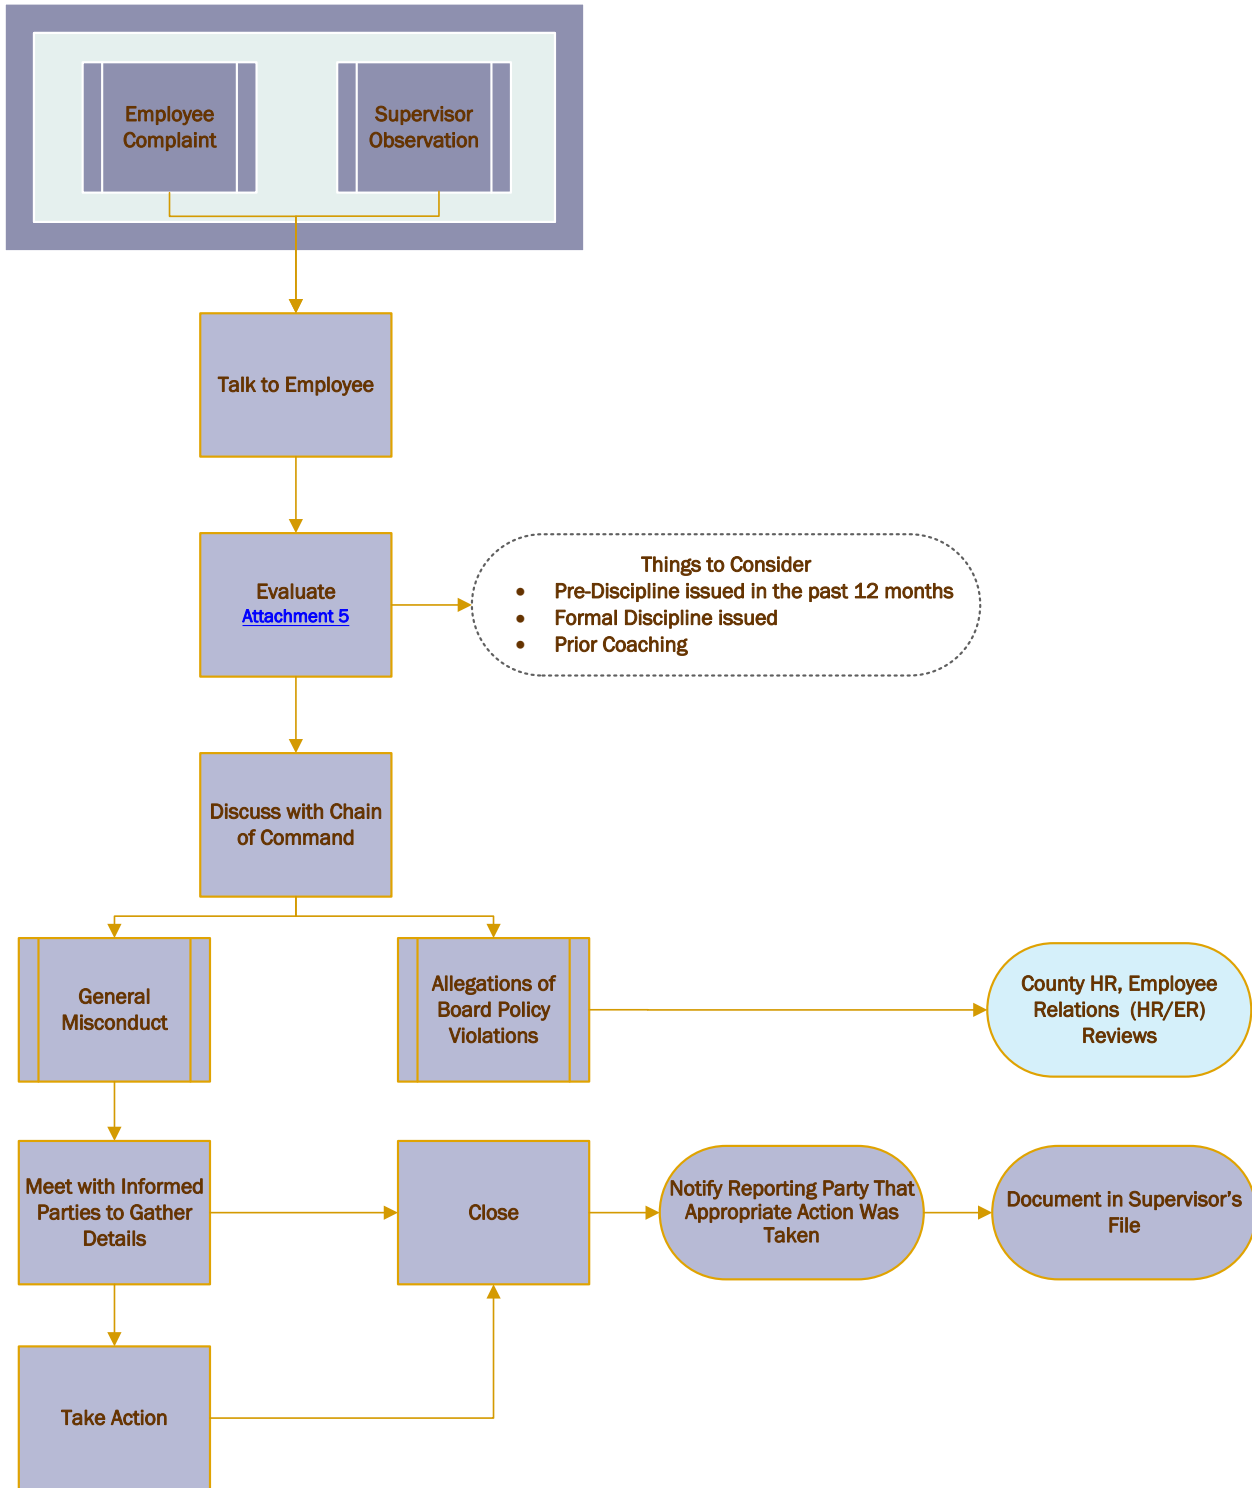 Employee
Complaint
Supervisor
Observation
Talk to Employee
Evaluate
Attachment 5
Things to Consider
• Pre-Discipline issued in the past 12 months
• Formal Discipline issued
• Prior Coaching
Discuss with Chain
of Command
General
Misconduct
Allegations of
Board Policy
Violations
County HR, Employee
Relations (HR/ER)
Reviews
Meet with Informed
Parties to Gather
Details
Close
Notify Reporting Party That
Appropriate Action Was
Taken
Document in Supervisor’s
File
Take Action